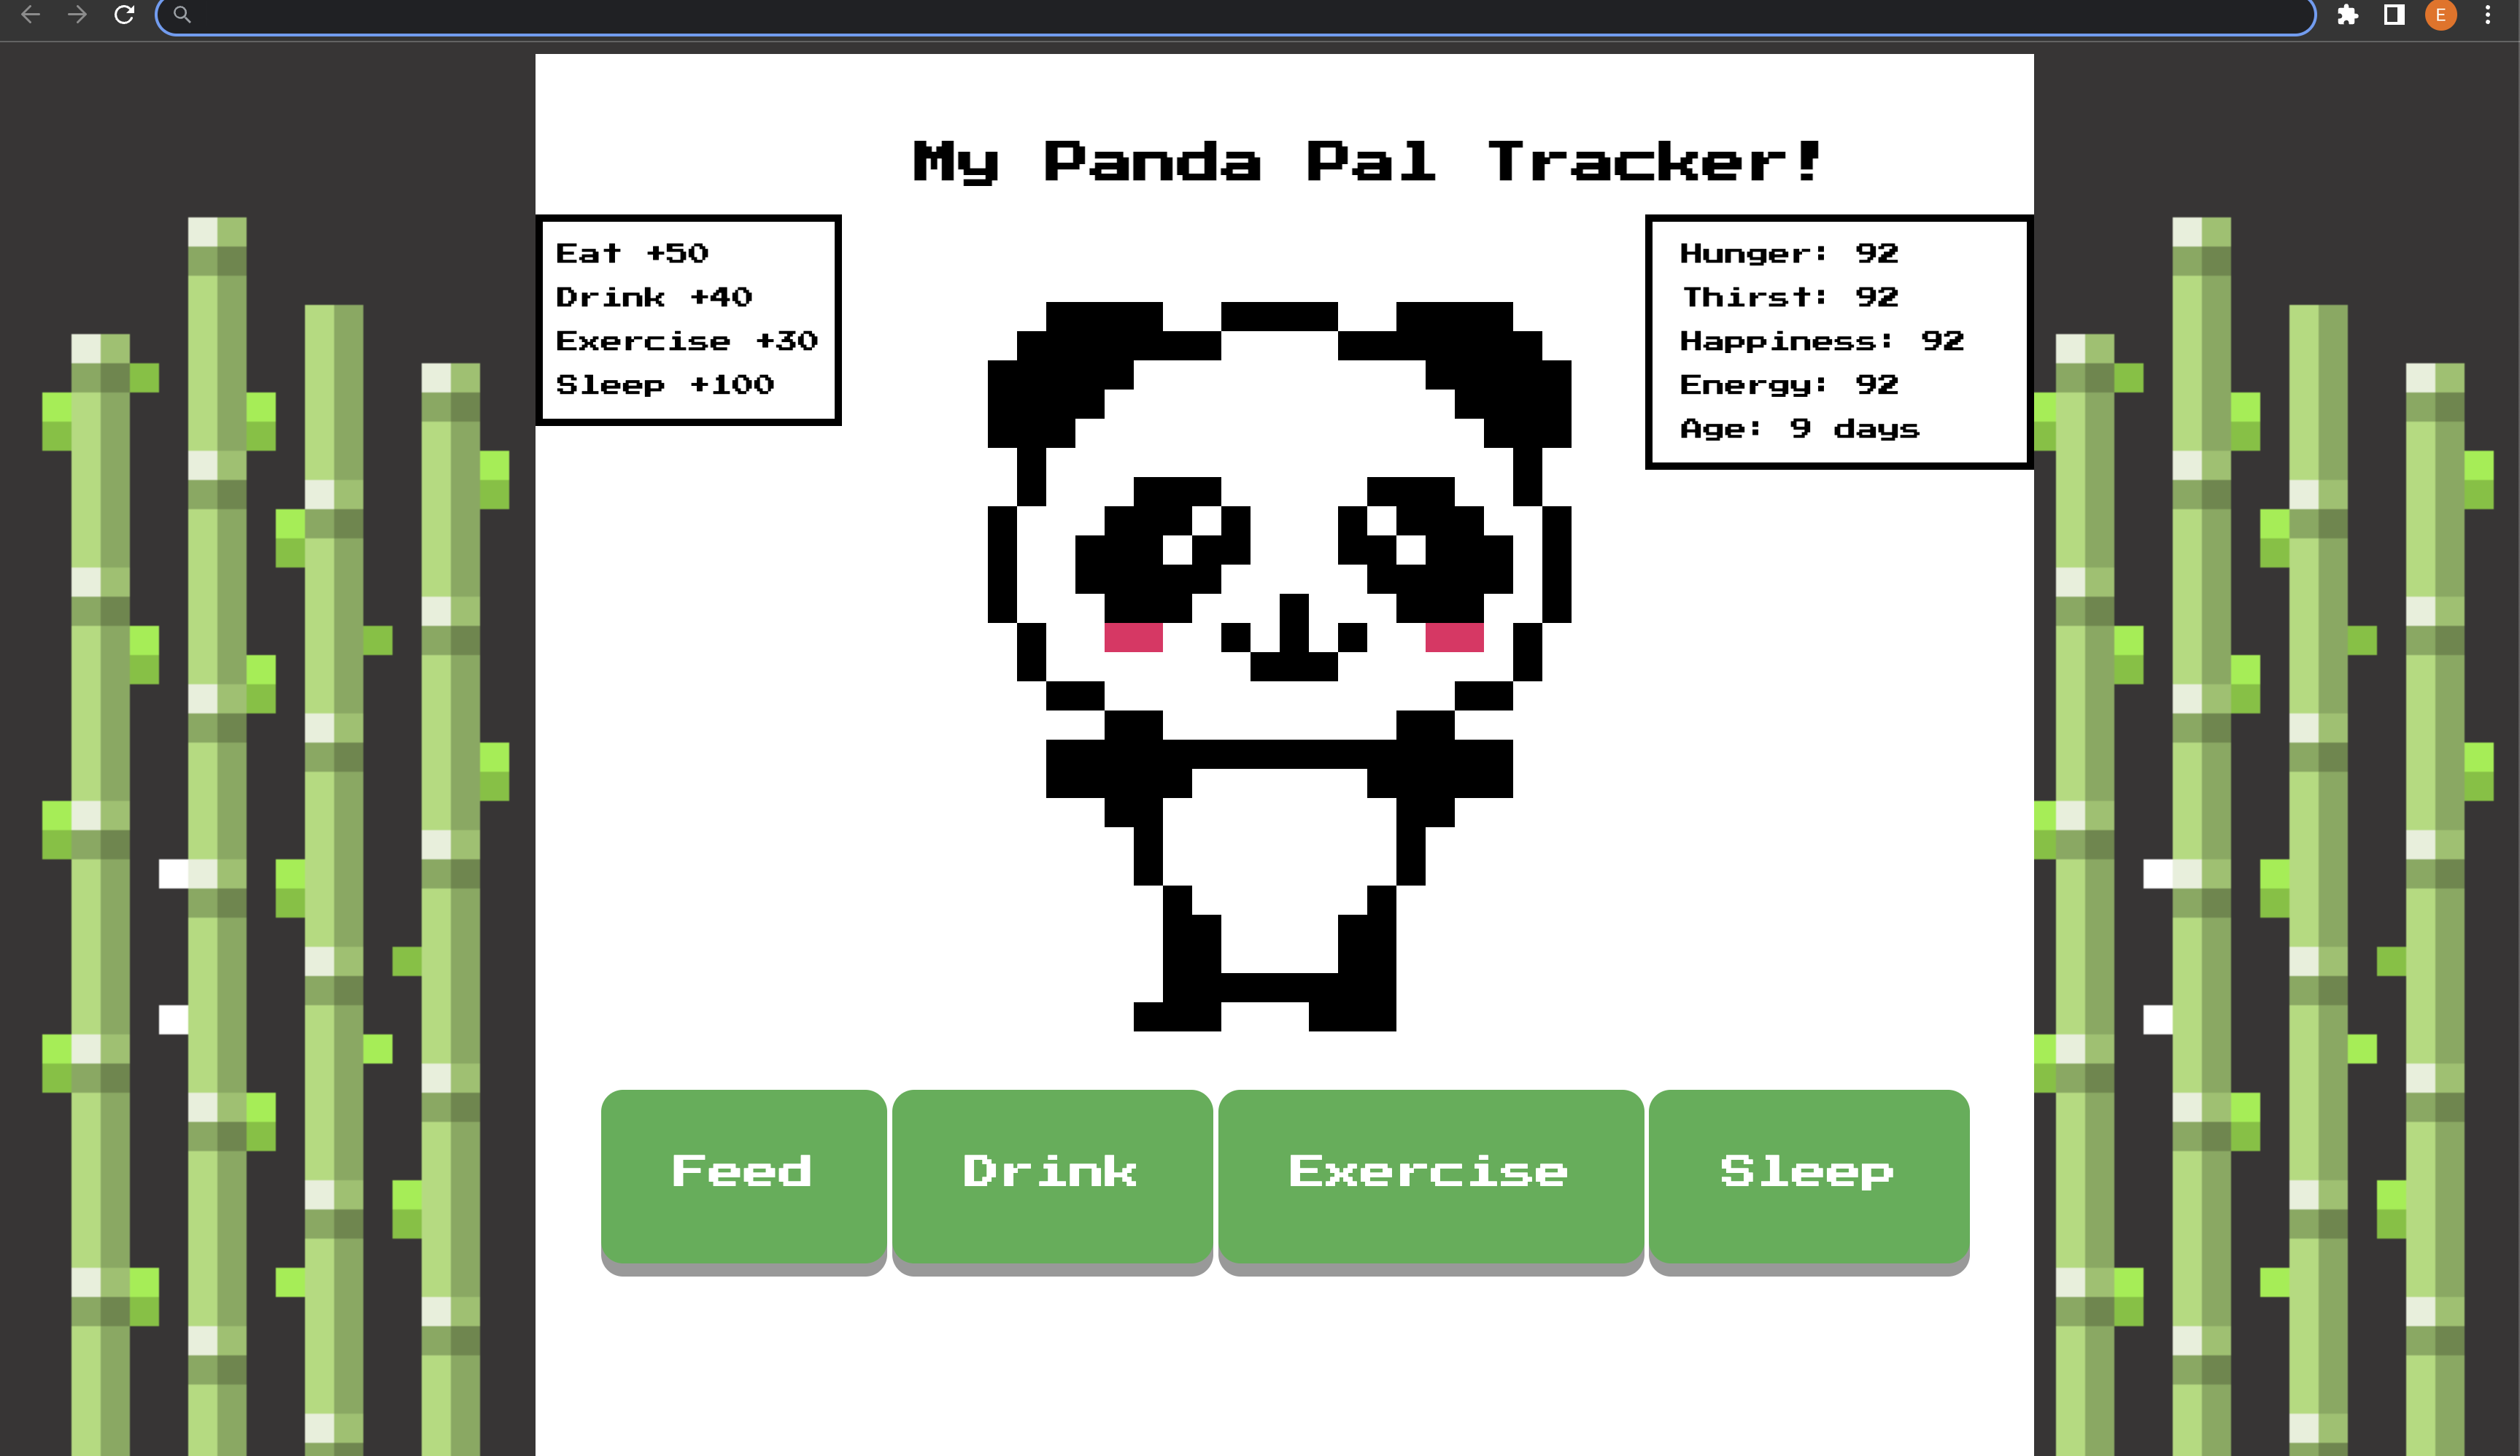 E
My Panda Pal Tracker!
Eat +50
Drink +40
Exercise +30
Sleep +100
Hunger: 92
Thirst: 92
Happiness: 92
Energy: 92
Age: 9 days
Feed
Drink
Exercise
Sleep